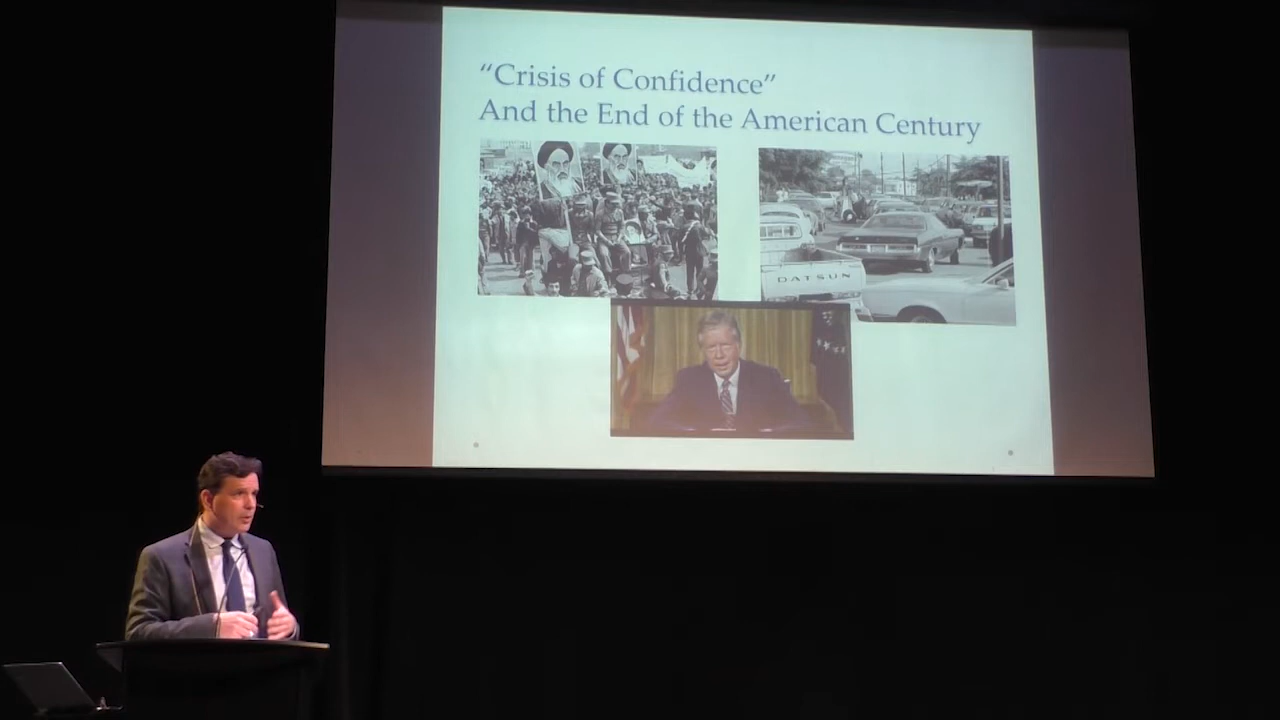 “Crisis of Confidence”
And the End of the American Century
DATSUN